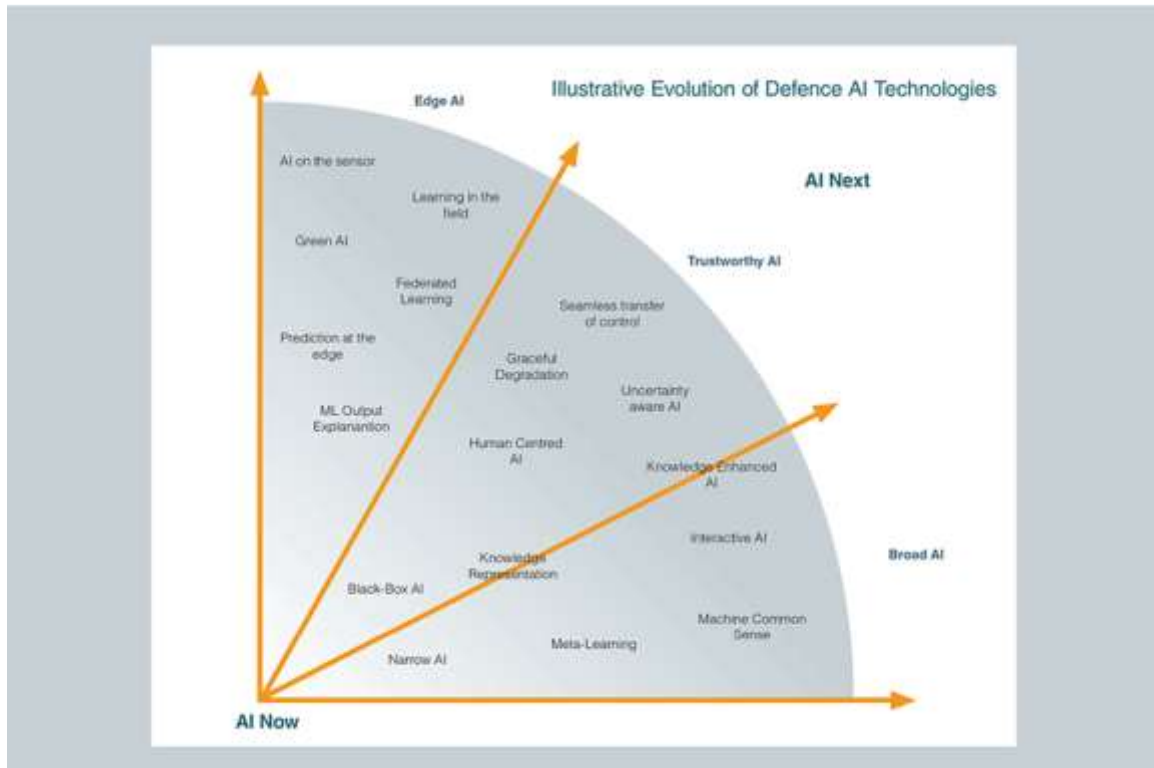 Illustrative Evolution of Defence AI Technologies
Edge AI
AI on the sensor
AI Next
Learning in the
field
Green AI
Trustworthy AI
Federated
Learning
Seamless transfer
of control
Prediction at the
edge
Graceful
Degradation
Uncertainty
aware AI
ML Output
Explanantion
Human Centred
AI
Knowledge Enhanced
AI
Interactive AI
Broad AI
Knowledge
Representation
Black-Box AI
Machine Common
Sense
Meta-Learning
Narrow AI
AI Now